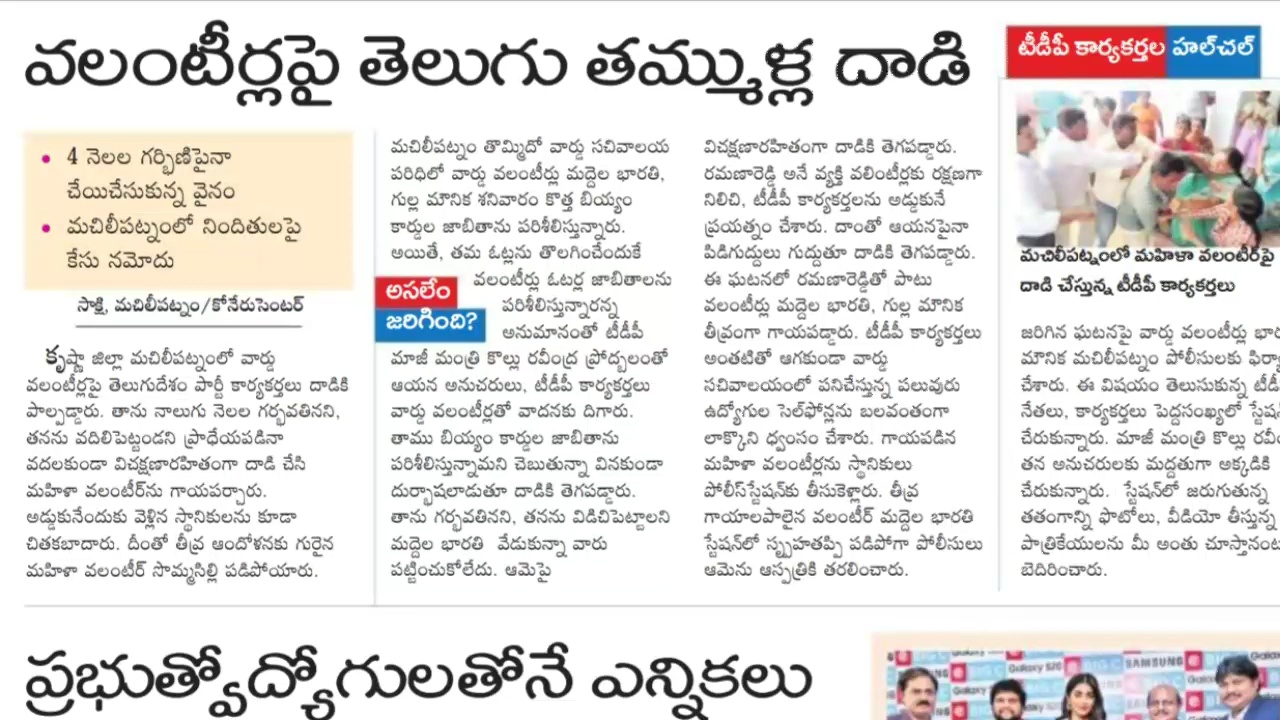 వలంటీర్లపై తెలుగు తమ్ముళ్ల దాడి
• 4 నెలల గర్భిణిపైనా
చేయిచేసుకున్న వైనం
• మచిలీపట్నంలో నిందితులపై
కేసు నమోదు
సాక్షి, మచిలీపట్నం/కోనేరుసెంటర్
కృష్ణా జిల్లా మచిలీపట్నంలో వార్డు
వలంటీర్లపై తెలుగుదేశం పార్టీ కార్యకర్తలు దాడికి
పాల్పడ్డారు. తాను నాలుగు నెలల గర్భవతినని,
తనను వదిలిపెట్టండని ప్రాధేయపడినా
వదలకుండా విచక్షణారహితంగా దాడి చేసి
మహిళా వలంటీర్‌ను గాయపర్చారు.
అడ్డుకునేందుకు వెళ్లిన స్థానికులను కూడా
చితకబాదారు. దీంతో తీవ్ర ఆందోళనకు గురైన
మహిళా వలంటీర్ సొమ్మసిల్లి పడిపోయారు.
మచిలీపట్నం తొమ్మిదో వార్డు సచివాలయ
పరిధిలో వార్డు వలంటీర్లు మద్దెల భారతి,
గుల్ల మౌనిక శనివారం కొత్త బియ్యం
కార్డుల జాబితాను పరిశీలిస్తున్నారు.
అయితే, తమ ఓట్లను తొలగించేందుకే
అసలేం
జరిగింది?
వలంటీర్లు ఓటర్ల జాబితాలను
పరిశీలిస్తున్నారన్న
అనుమానంతో టీడీపీ
మాజీ మంత్రి కొల్లు రవీంద్ర ప్రోద్బలంతో
ఆయన అనుచరులు, టీడీపీ కార్యకర్తలు
వార్డు వలంటీర్లతో వాదనకు దిగారు.
తాము బియ్యం కార్డుల జాబితాను
పరిశీలిస్తున్నామని చెబుతున్నా వినకుండా
దుర్భాషలాడుతూ దాడికి తెగపడ్డారు.
తాను గర్భవతినని, తనను విడిచిపెట్టాలని
మద్దెల భారతి వేడుకున్నా వారు
పట్టించుకోలేదు. ఆమెపై
విచక్షణారహితంగా దాడికి తెగపడ్డారు.
రమణారెడ్డి అనే వ్యక్తి వలింటీర్లకు రక్షణగా
నిలిచి, టీడీపీ కార్యకర్తలను అడ్డుకునే
ప్రయత్నం చేశారు. దాంతో ఆయనపైనా
పిడిగుద్దులు గుద్దుతూ దాడికి తెగపడ్డారు.
ఈ ఘటనలో రమణారెడ్డితో పాటు
వలంటీర్లు మద్దెల భారతి, గుల్ల మౌనిక
తీవ్రంగా గాయపడ్డారు. టీడీపీ కార్యకర్తలు
అంతటితో ఆగకుండా వార్డు
సచివాలయంలో పనిచేస్తున్న పలువురు
ఉద్యోగుల సెల్‌ఫోన్లను బలవంతంగా
లాక్కొని ధ్వంసం చేశారు. గాయపడిన
మహిళా వలంటీర్లను స్థానికులు
పోలీస్‌స్టేషన్‌కు తీసుకెళ్లారు. తీవ్ర
గాయాలపాలైన వలంటీర్ మద్దెల భారతి
స్టేషన్‌లో స్పృహతప్పి పడిపోగా పోలీసులు
ఆమెను ఆస్పత్రికి తరలించారు.
టీడీపీ కార్యకర్తల హల్‌చల్
మచిలీపట్నంలో మహిళా వలంటీర్‌పై
దాడి చేస్తున్న టీడీపీ కార్యకర్తలు
జరిగిన ఘటనపై వార్డు వలంటీర్లు
మౌనిక మచిలీపట్నం పోలీసులకు
చేశారు. ఈ విషయం తెలుసుకున్న
నేతలు, కార్యకర్తలు పెద్దసంఖ్యలో
చేరుకున్నారు. మాజీ మంత్రి కొల్లు
తన అనుచరులకు మద్దతుగా అక్కడికి
చేరుకున్నారు. స్టేషన్‌లో జరుగుతున్న
తతంగాన్ని ఫొటోలు, వీడియో తీస్తున్న
పాత్రికేయులను మీ అంతు
బెదిరించారు.
ప్రభుత్వోద్యోగులతోనే ఎన్నికలు
Galaxy S20
SAMSUNG